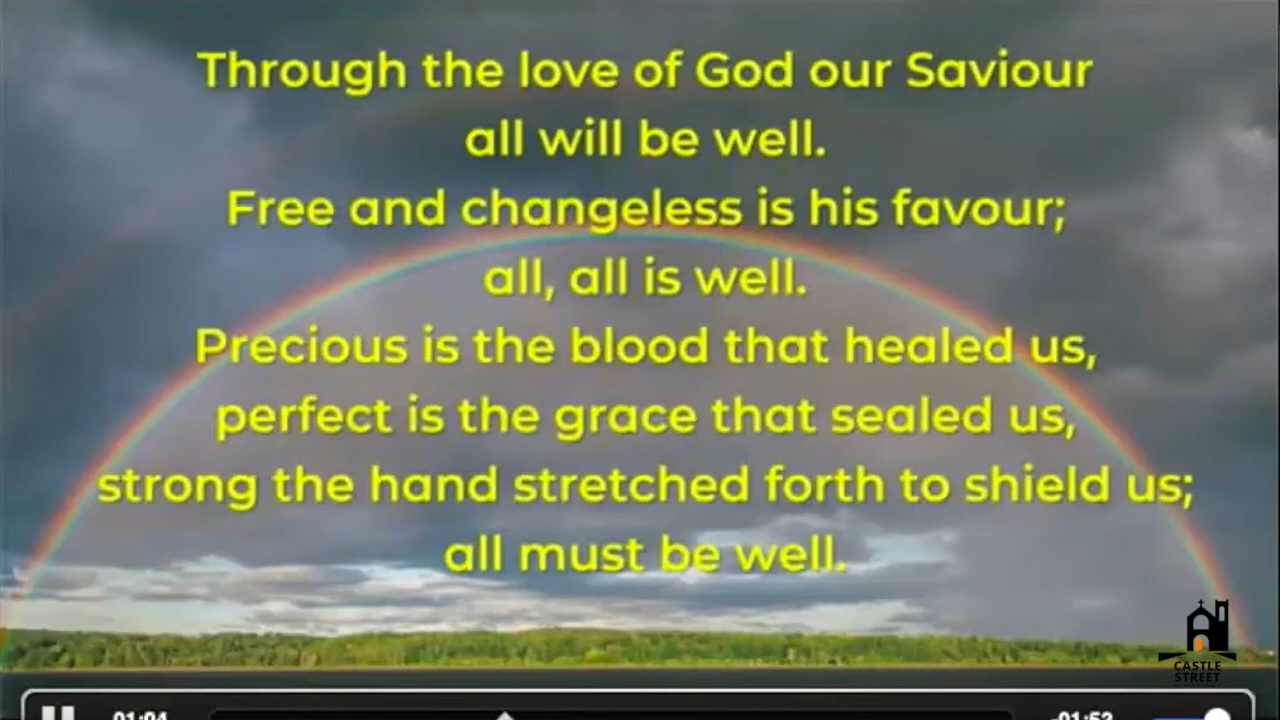 Through the love of God our Saviour
all will be well.
Free and changeless is his favour;
all, all is well.
Precious is the blood that healed us,
perfect is the grace that sealed us,
strong the hand stretched forth to shield us;
all must be well.
CASTLE
STREET
01:04
-01:52